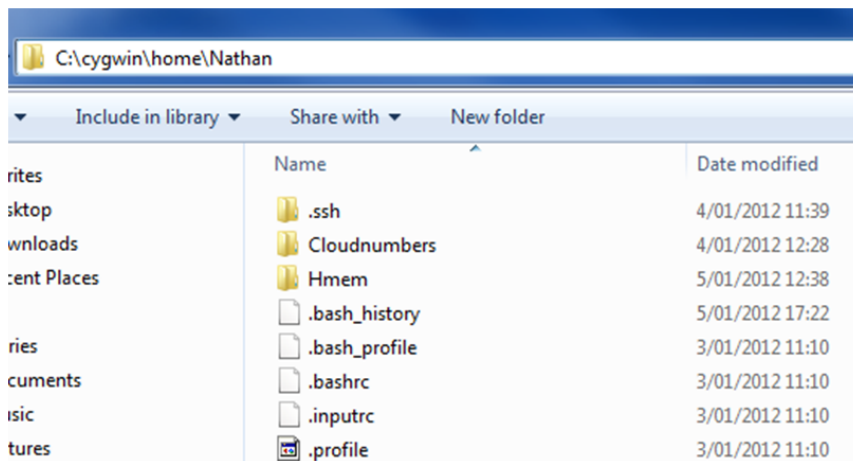 C:\cygwin\home\Nathan
Include in library Share with New folder
rites
sktop
wnloads
cent Places
ries
cuments
usic
tures
Name Date modified
.ssh 4/01/2012 11:39
Cloudnumbers 4/01/2012 12:28
Hmem 5/01/2012 12:38
.bash_history 5/01/2012 17:22
.bash_profile 3/01/2012 11:10
.bashrc 3/01/2012 11:10
.inputrc 3/01/2012 11:10
.profile 3/01/2012 11:10